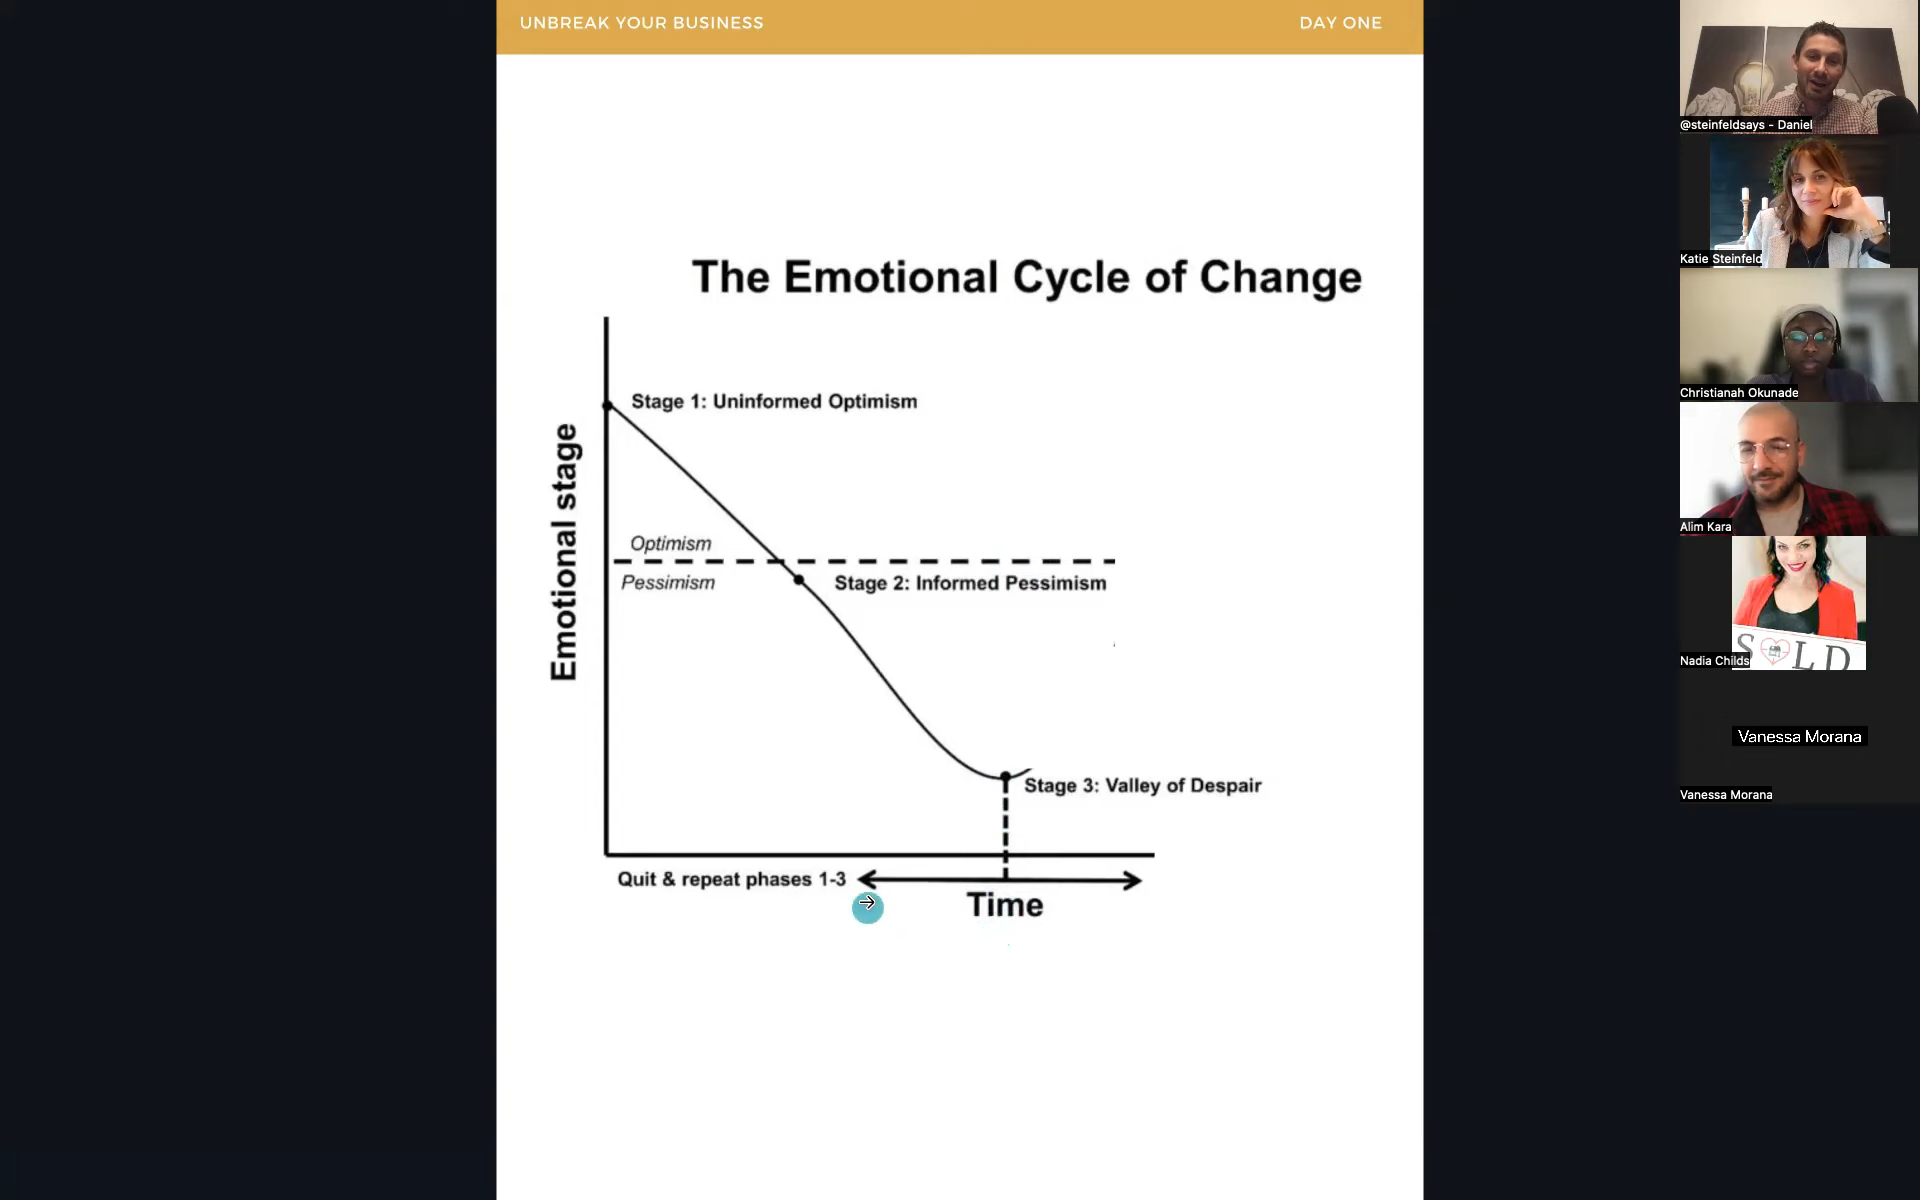 UNBREAK YOUR BUSINESS
DAY ONE
The Emotional Cycle of Change
Emotional stage
Stage 1: Uninformed Optimism
Optimism
Pessimism
Stage 2: Informed Pessimism
Stage 3: Valley of Despair
Quit & repeat phases 1-3
Time
@steinfeldsays - Daniel
Katie Steinfeld
Christianah Okunade
Alim Kara
SOLD
Nadia Childs
Vanessa Morana
Vanessa Morana